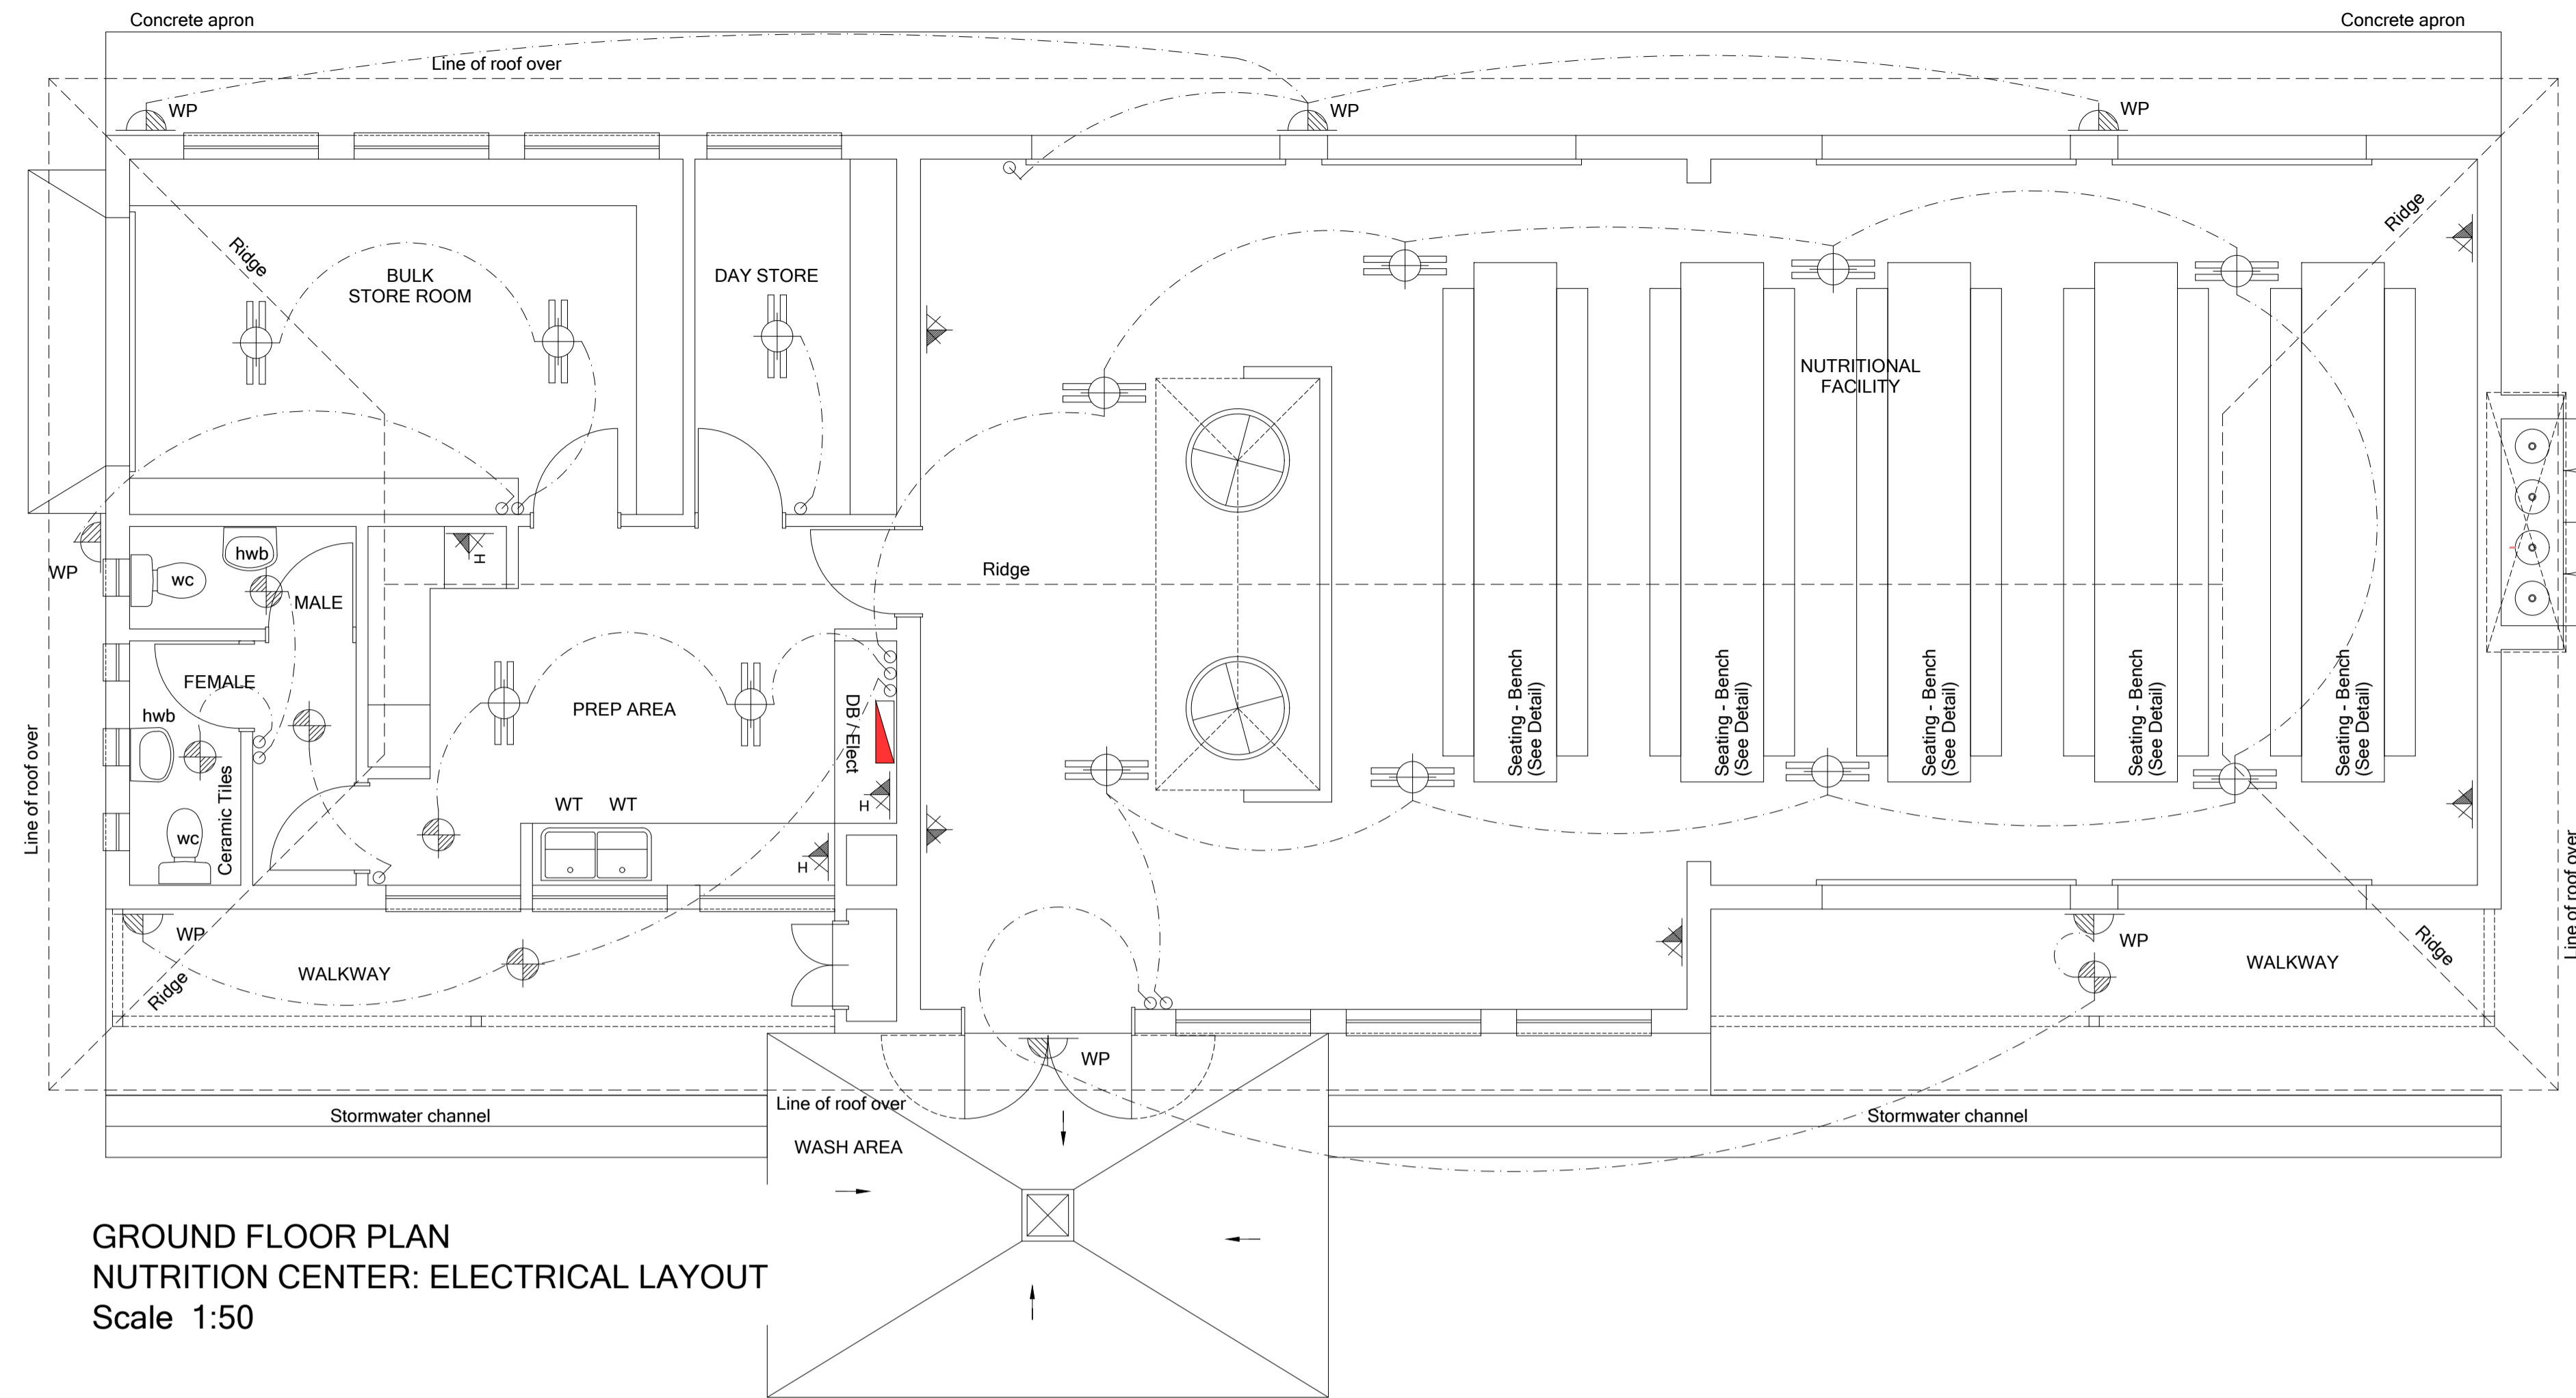 Concrete apron
Concrete apron
Line of roof over
WP
WP
WP
Ridge
BULK
STORE ROOM
DAY STORE
Ridge
NUTRITIONAL
FACILITY
hwb
wc
WP
MALE
H
Ridge
FEMALE
hwb
PREP AREA
DB / Elect
H
WT WT
H
wc
Ceramic Tiles
Line of roof over
Seating - Bench
(See Detail)
Seating - Bench
(See Detail)
Seating - Bench
(See Detail)
Seating - Bench
(See Detail)
Seating - Bench
(See Detail)
Line of roof over
WP
WALKWAY
Ridge
WP
WALKWAY
Ridge
WP
Line of roof over
WASH AREA
Stormwater channel
Stormwater channel
GROUND FLOOR PLAN
NUTRITION CENTER: ELECTRICAL LAYOUT
Scale 1:50